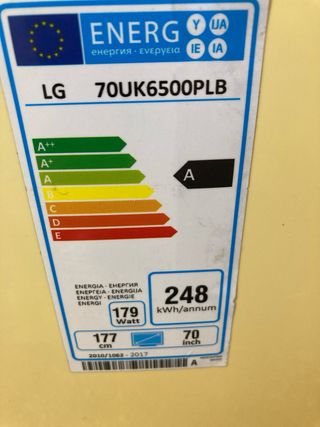 ENERG Y IJA
енергия · ενεργεια IE IA
LG 70UK6500PLB
A++
A+
A
B
C
D
E
A
ENERGIA · ЕНЕРГИЯ
ΕΝΕΡΓΕΙΑ · ENERGIJA
ENERGY · ENERGIE
ENERGI
179
Watt
248
kWh/annum
177
cm
70
inch
2010/1062 - 2017
A